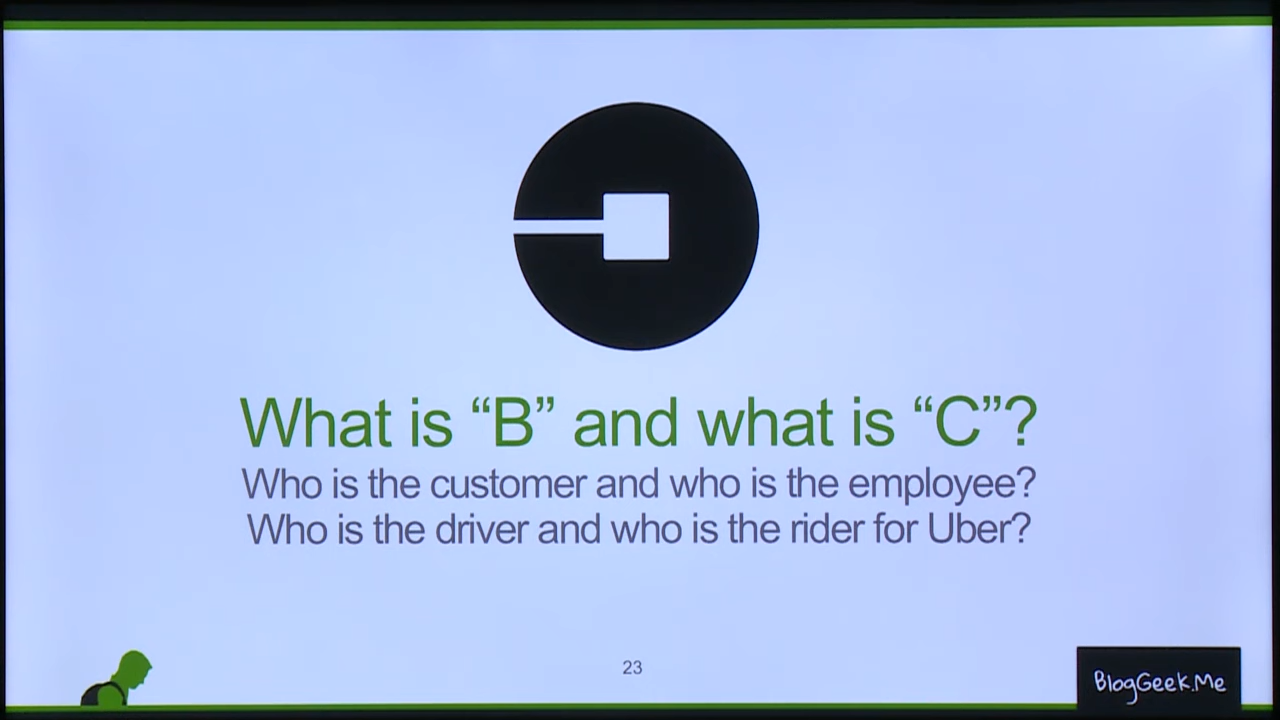 What is “B” and what is “C”?
Who is the customer and who is the employee?
Who is the driver and who is the rider for Uber?
23
BlogGeek.Me